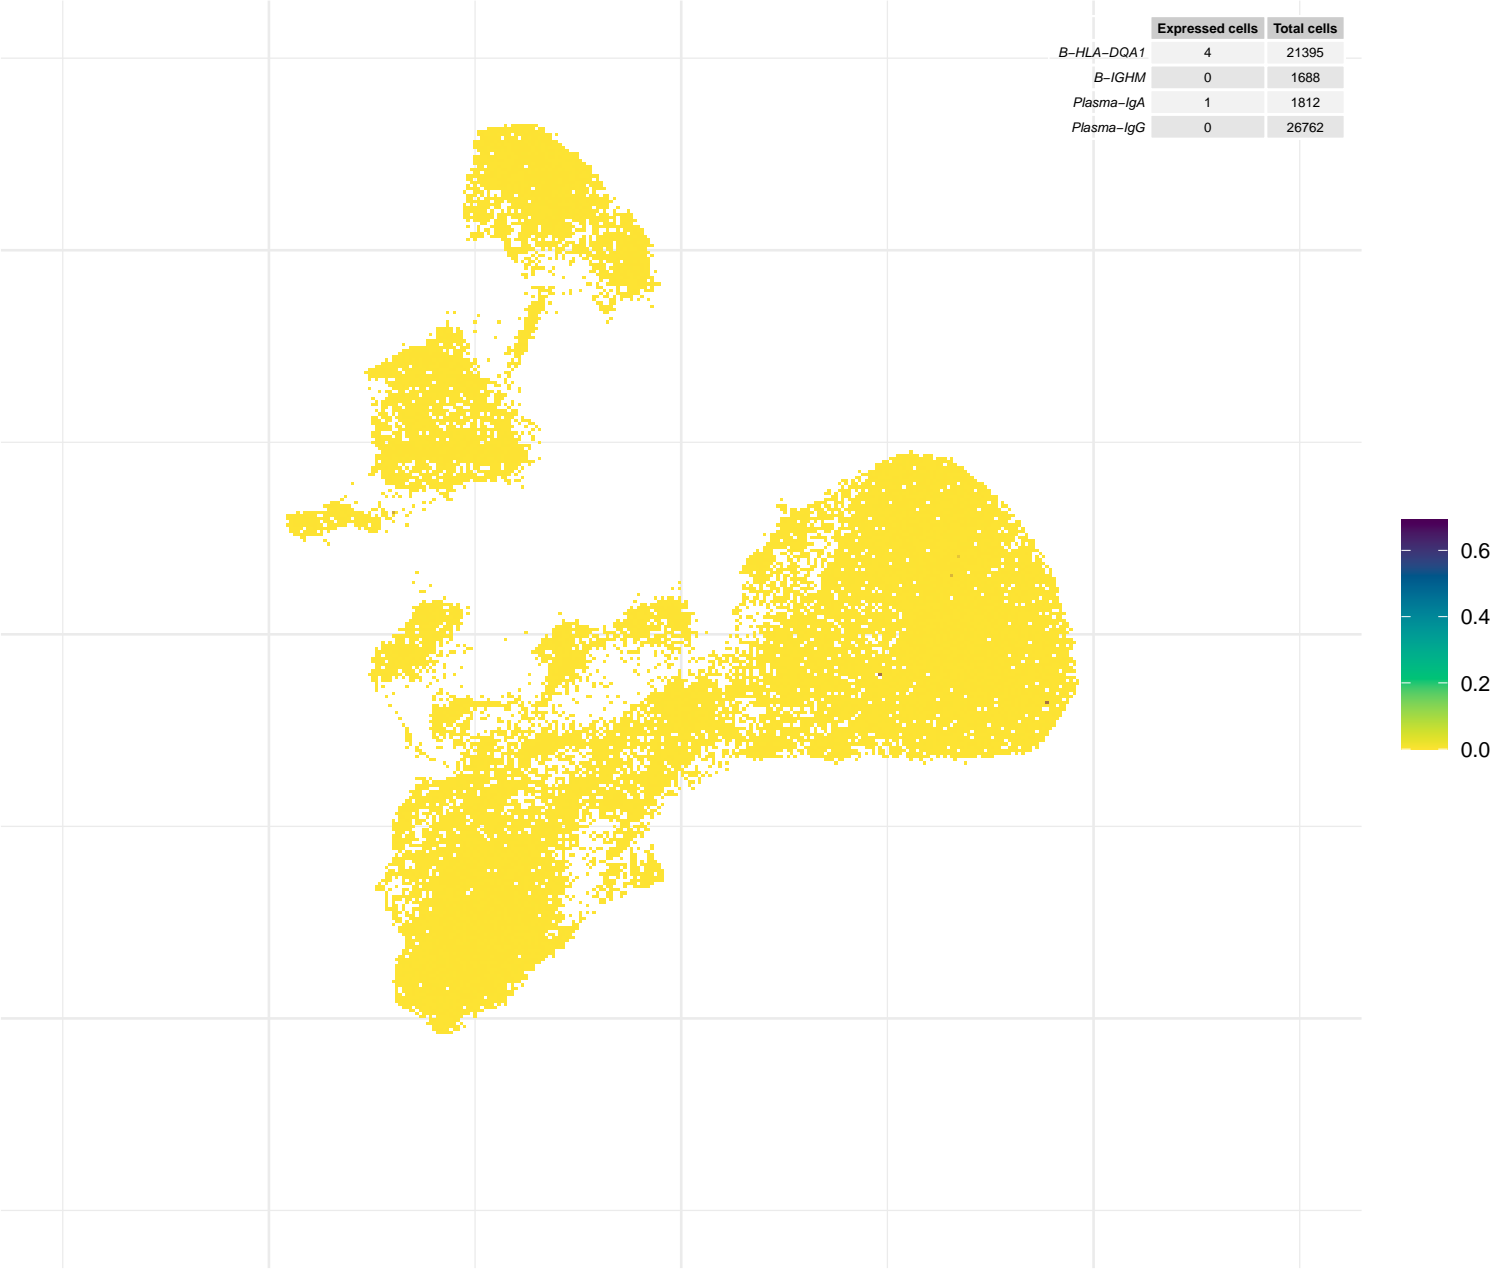 Expressed cells Total cells
B−HLA−DQA1 4 21395
B−IGHM 0 1688
Plasma−IgA 1 1812
Plasma−IgG 0 26762
0.6
0.4
0.2
0.0